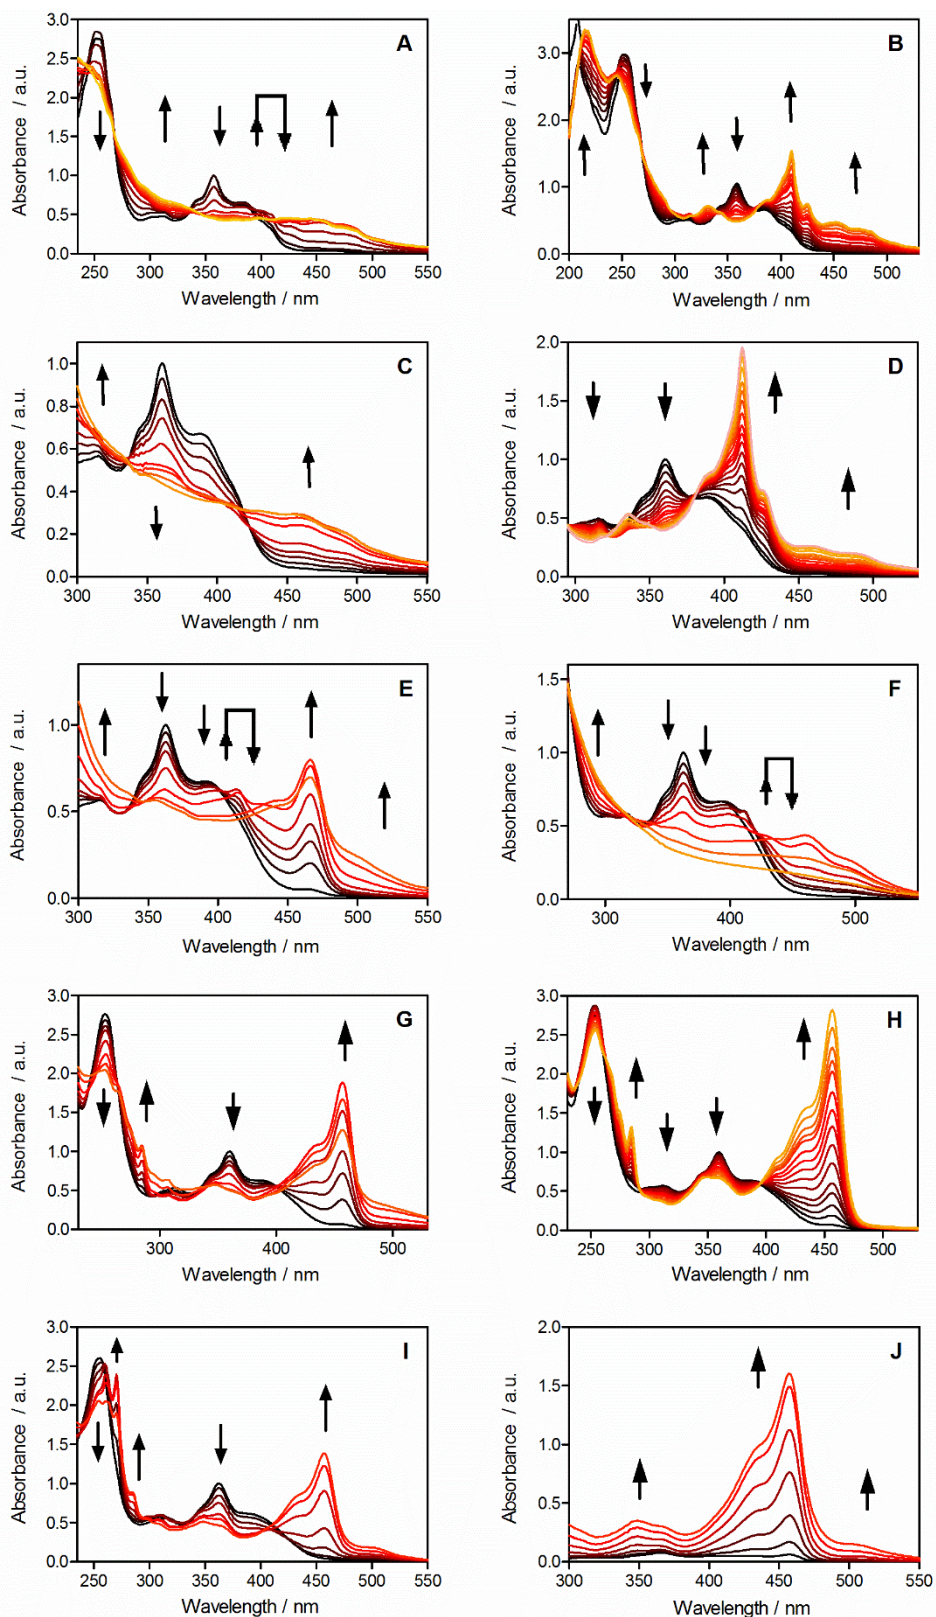 A
Absorbance / a.u.
3.0
2.5
2.0
1.5
1.0
0.5
0.0
250 300 350 400 450 500 550
Wavelength / nm
B
Absorbance / a.u.
3.0
2.0
1.0
0.0
200 250 300 350 400 450 500
Wavelength / nm
C
Absorbance / a.u.
1.0
0.8
0.6
0.4
0.2
0.0
300 350 400 450 500 550
Wavelength / nm
D
Absorbance / a.u.
2.0
1.5
1.0
0.5
0.0
295 350 400 450 500
Wavelength / nm
E
Absorbance / a.u.
1.0
0.5
0.0
300 350 400 450 500 550
Wavelength / nm
F
Absorbance / a.u.
1.5
1.0
0.5
0.0
300 400 500
Wavelength / nm
G
Absorbance / a.u.
3.0
2.5
2.0
1.5
1.0
0.5
0.0
300 400 500
Wavelength / nm
H
Absorbance / a.u.
3.0
2.5
2.0
1.5
1.0
0.5
0.0
250 300 350 400 450 500
Wavelength / nm
I
Absorbance / a.u.
3.0
2.5
2.0
1.5
1.0
0.5
0.0
250 300 350 400 450 500 550
Wavelength / nm
J
Absorbance / a.u.
2.0
1.5
1.0
0.5
0.0
300 350 400 450 500 550
Wavelength / nm